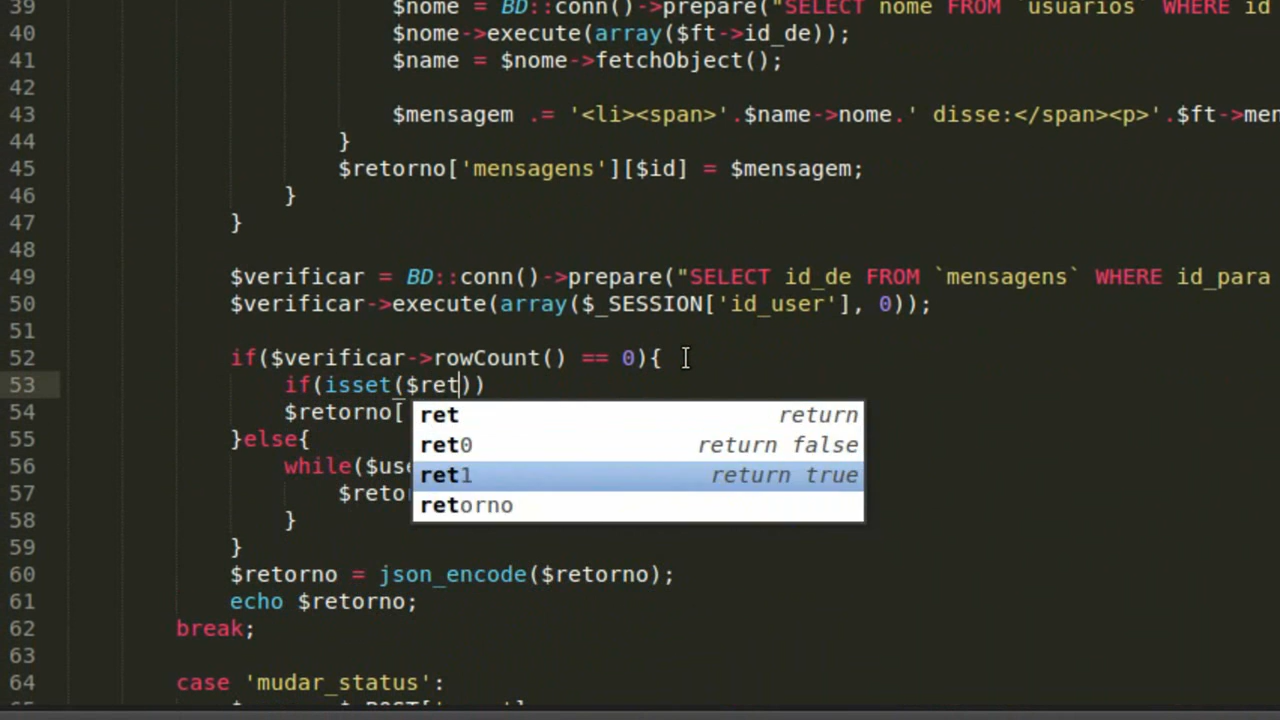 39 $nome = BD::conn()->prepare("SELECT nome FROM `usuarios` WHERE id
40 $nome->execute(array($ft->id_de));
41 $name = $nome->fetchObject();
42
43 $mensagem .= '<li><span>'.$name->nome.' disse:</span><p>'.$ft->men
44 }
45 $retorno['mensagens'][$id] = $mensagem;
46 }
47 }
48
49 $verificar = BD::conn()->prepare("SELECT id_de FROM `mensagens` WHERE id_para
50 $verificar->execute(array($_SESSION['id_user'], 0));
51
52 if($verificar->rowCount() == 0){
53 if(isset($ret))
54 $retorno[
ret return
55 }else{
ret0 return false
56 while($use
ret1 return true
57 $retor
retorno
58 }
59 }
60 $retorno = json_encode($retorno);
61 echo $retorno;
62 break;
63
64 case 'mudar_status':